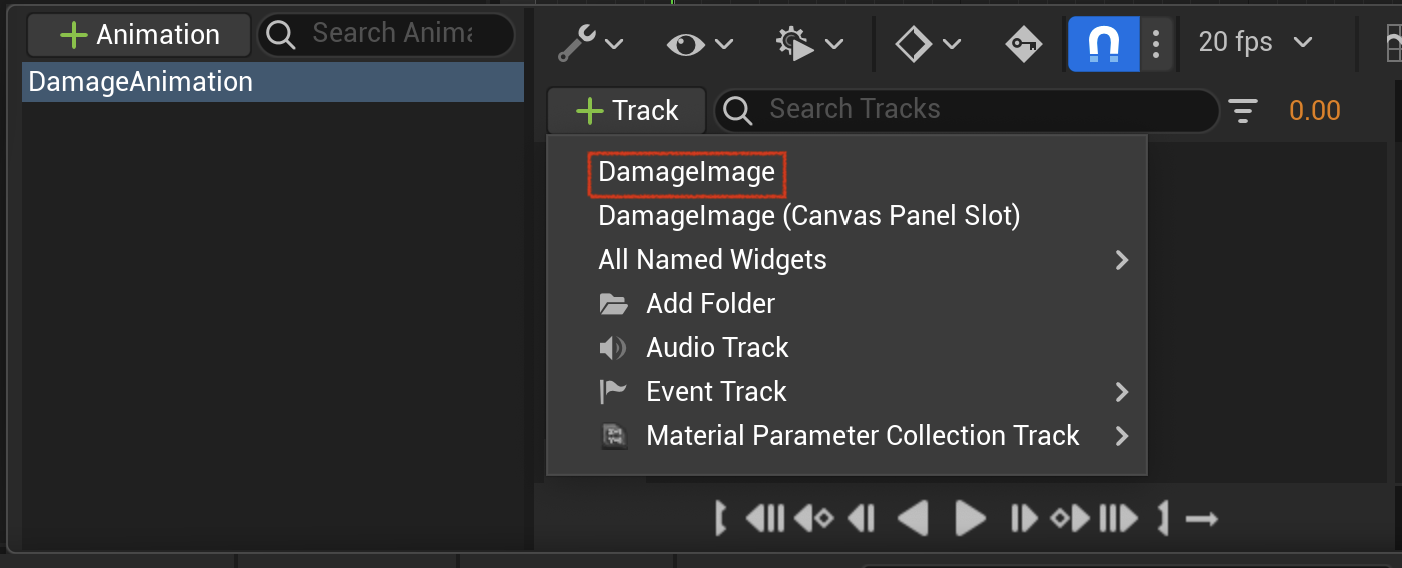 Animation
Search Anima
DamageAnimation
20 fps
Track
Search Tracks
0.00
DamageImage
DamageImage (Canvas Panel Slot)
All Named Widgets
Add Folder
Audio Track
Event Track
Material Parameter Collection Track